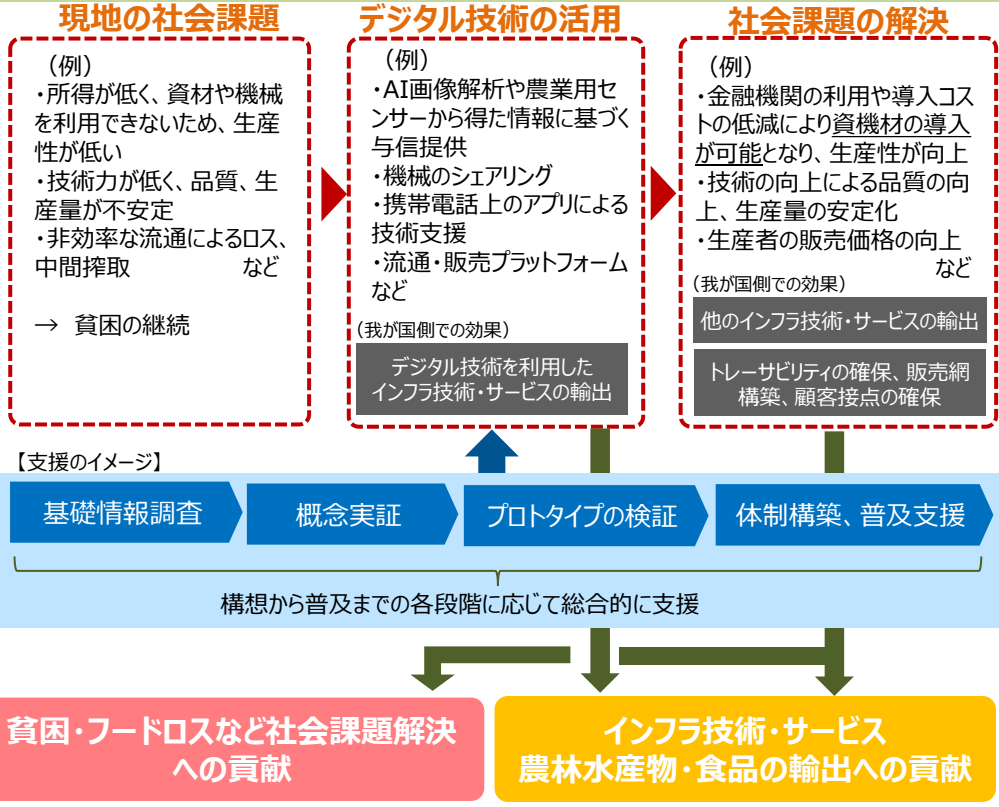 現地の社会課題
（例）
・所得が低く、資材や機械
を利用できないため、生産
性が低い
・技術力が低く、品質、生
産量が不安定
・非効率な流通によるロス、
中間搾取　　　　　など
→ 貧困の継続
デジタル技術の活用
（例）
・AI画像解析や農業用セ
ンサーから得た情報に基づく
与信提供
・機械のシェアリング
・携帯電話上のアプリによる
技術支援
・流通・販売プラットフォーム
など
（我が国側での効果）
デジタル技術を利用した
インフラ技術・サービスの輸出
社会課題の解決
（例）
・金融機関の利用や導入コス
トの低減により資機材の導入
が可能となり、生産性が向上
・技術の向上による品質の向
上、生産量の安定化
・生産者の販売価格の向上
など
（我が国側での効果）
他のインフラ技術・サービスの輸出
トレーサビリティの確保、販売網
構築、顧客接点の確保
【支援のイメージ】
基礎情報調査
概念実証
プロトタイプの検証
体制構築、普及支援
構想から普及までの各段階に応じて総合的に支援
貧困・フードロスなど社会課題解決
への貢献
インフラ技術・サービス
農林水産物・食品の輸出への貢献